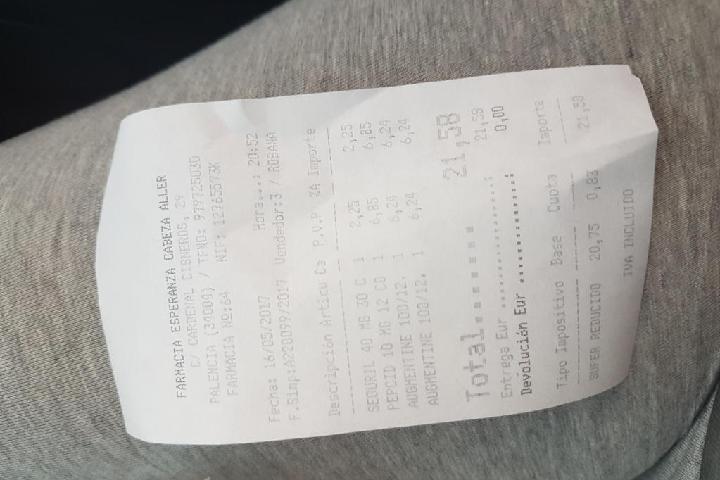 FARMACIA ESPERANZA CABEZA ALLER
C/ CARDENAL CISNEROS, 29
PALENCIA (34004) / TFNO: 979725030
FARMACIA Nº:64 NIF: 12765573K
Fecha: 16/05/2017 Hora...: 20:52
F.Simp:A220099/2017 Vendedor:3 / ROSANA
Descripción Artícu Ca P.V.P. ZA Importe
SEGURIL 40 MG 30 C 1 2,25 2,25
PEPCID 10 MG 12 CO 1 6,85 6,85
AUGMENTINE 100/12. 1 6,24 6,24
AUGMENTINE 100/12. 1 6,24 6,24
Total........ 21,58
Entrega Eur ............: 21,58
Devolución Eur ............: 0,00
Tipo Impositivo Base Cuota Importe
SUPER REDUCIDO 20,75 0,83 21,58
IVA INCLUIDO